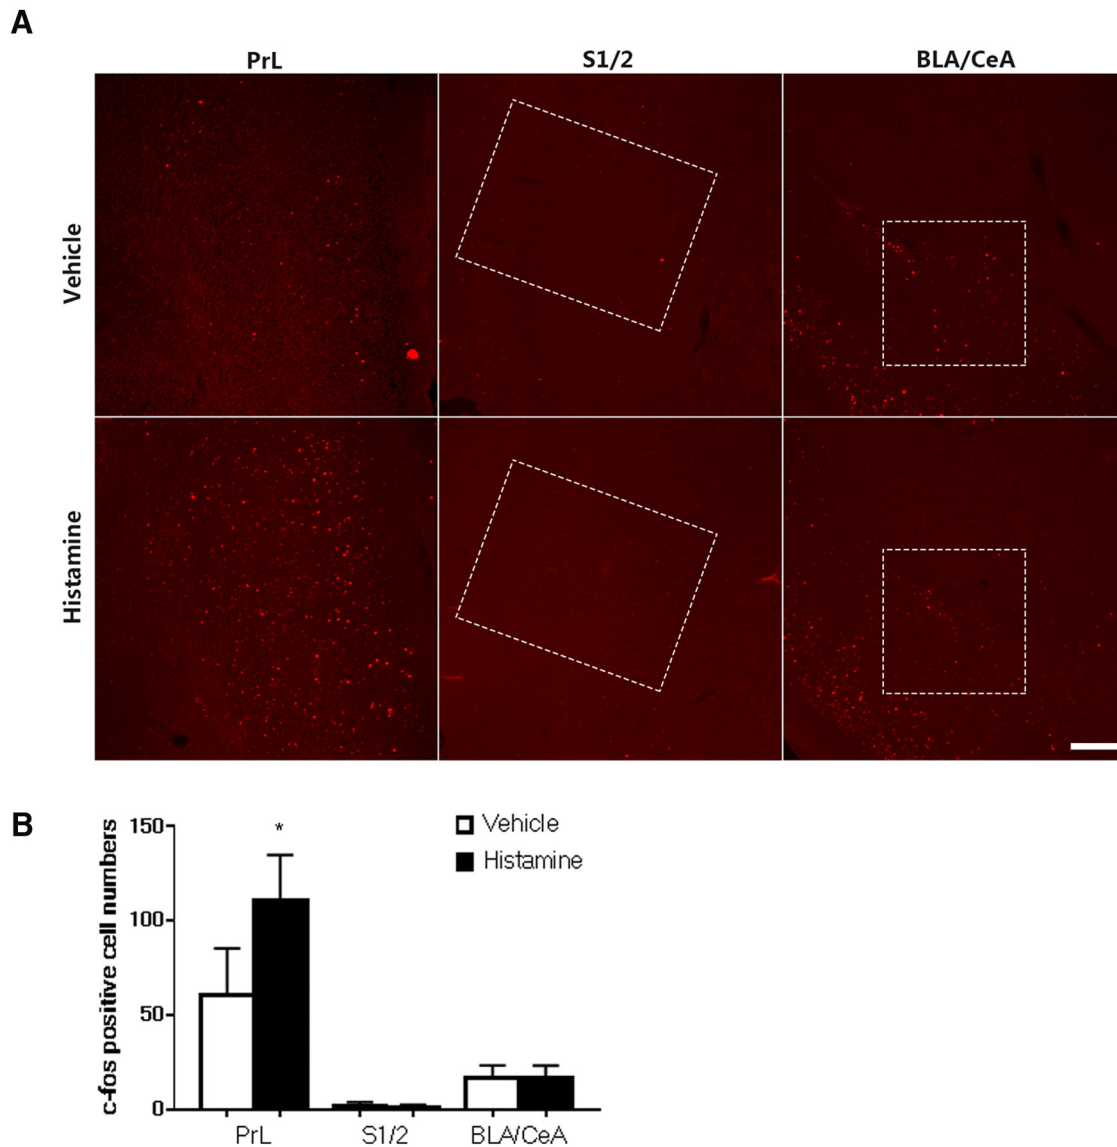 A
PrL S1/2 BLA/CeA
Vehicle
Histamine
B
c-fos positive cell numbers
150
100
50
0
*
Vehicle
Histamine
PrL S1/2 BLA/CeA